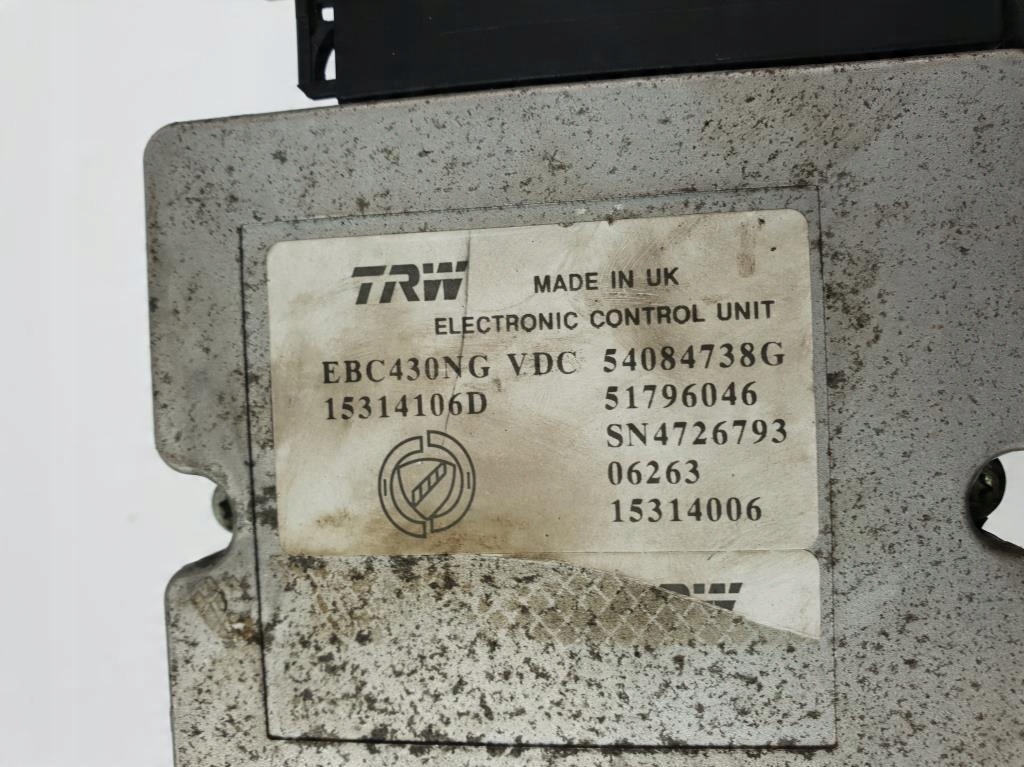 TRW MADE IN UK
ELECTRONIC CONTROL UNIT
EBC430NG VDC 54084738G
15314106D 51796046
SN4726793
06263
15314006